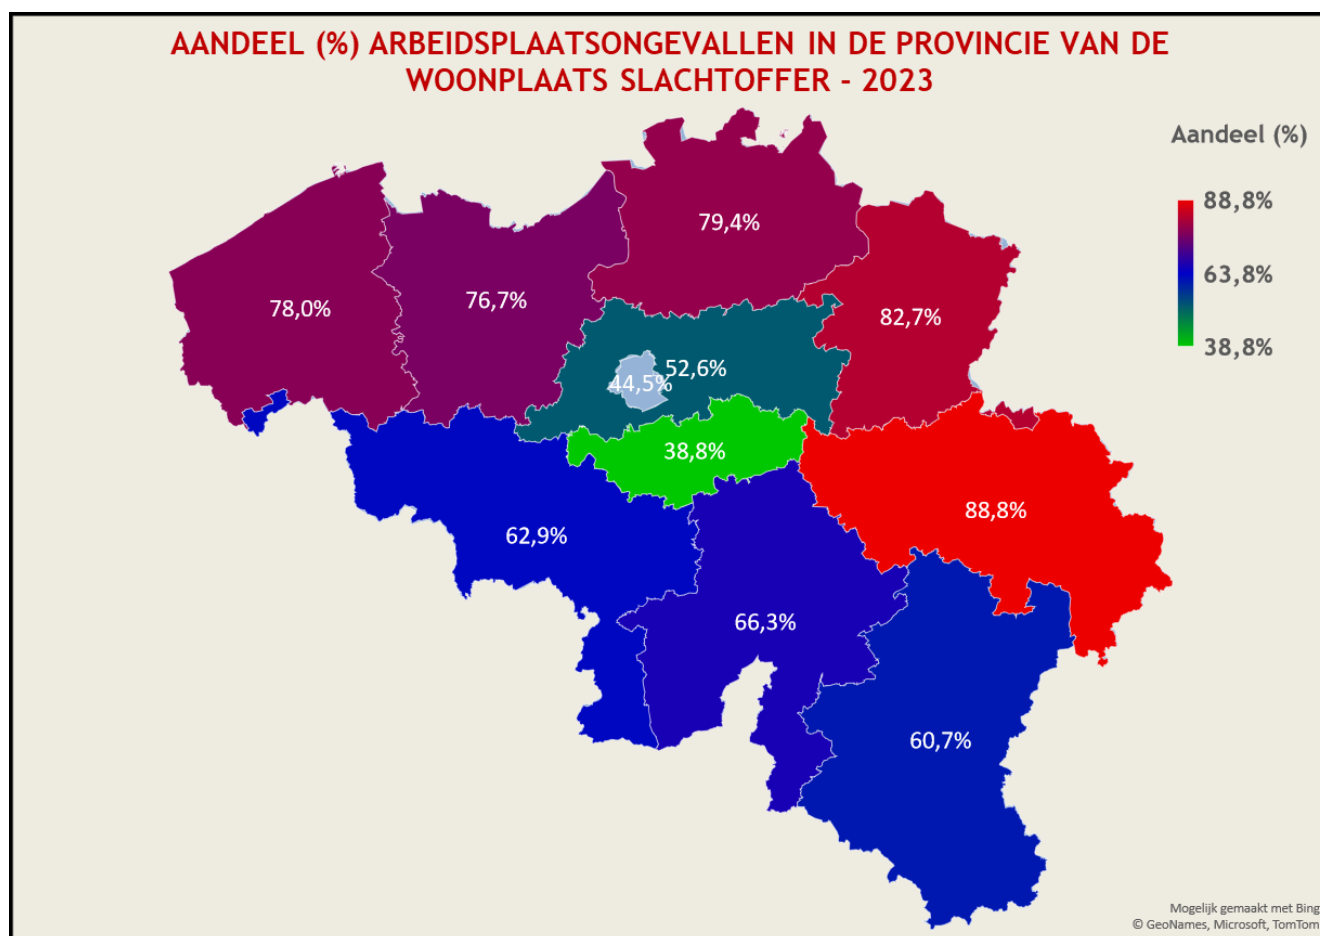 AANDEEL (%) ARBEIDSPLAATSONGEVALLEN IN DE PROVINCIE VAN DE
WOONPLAATS SLACHTOFFER - 2023
Aandeel (%)
88,8%
63,8%
38,8%
79,4%
78,0%
76,7%
82,7%
52,6%
44,5%
38,8%
88,8%
62,9%
66,3%
60,7%
Mogelijk gemaakt met Bing
© GeoNames, Microsoft, TomTom